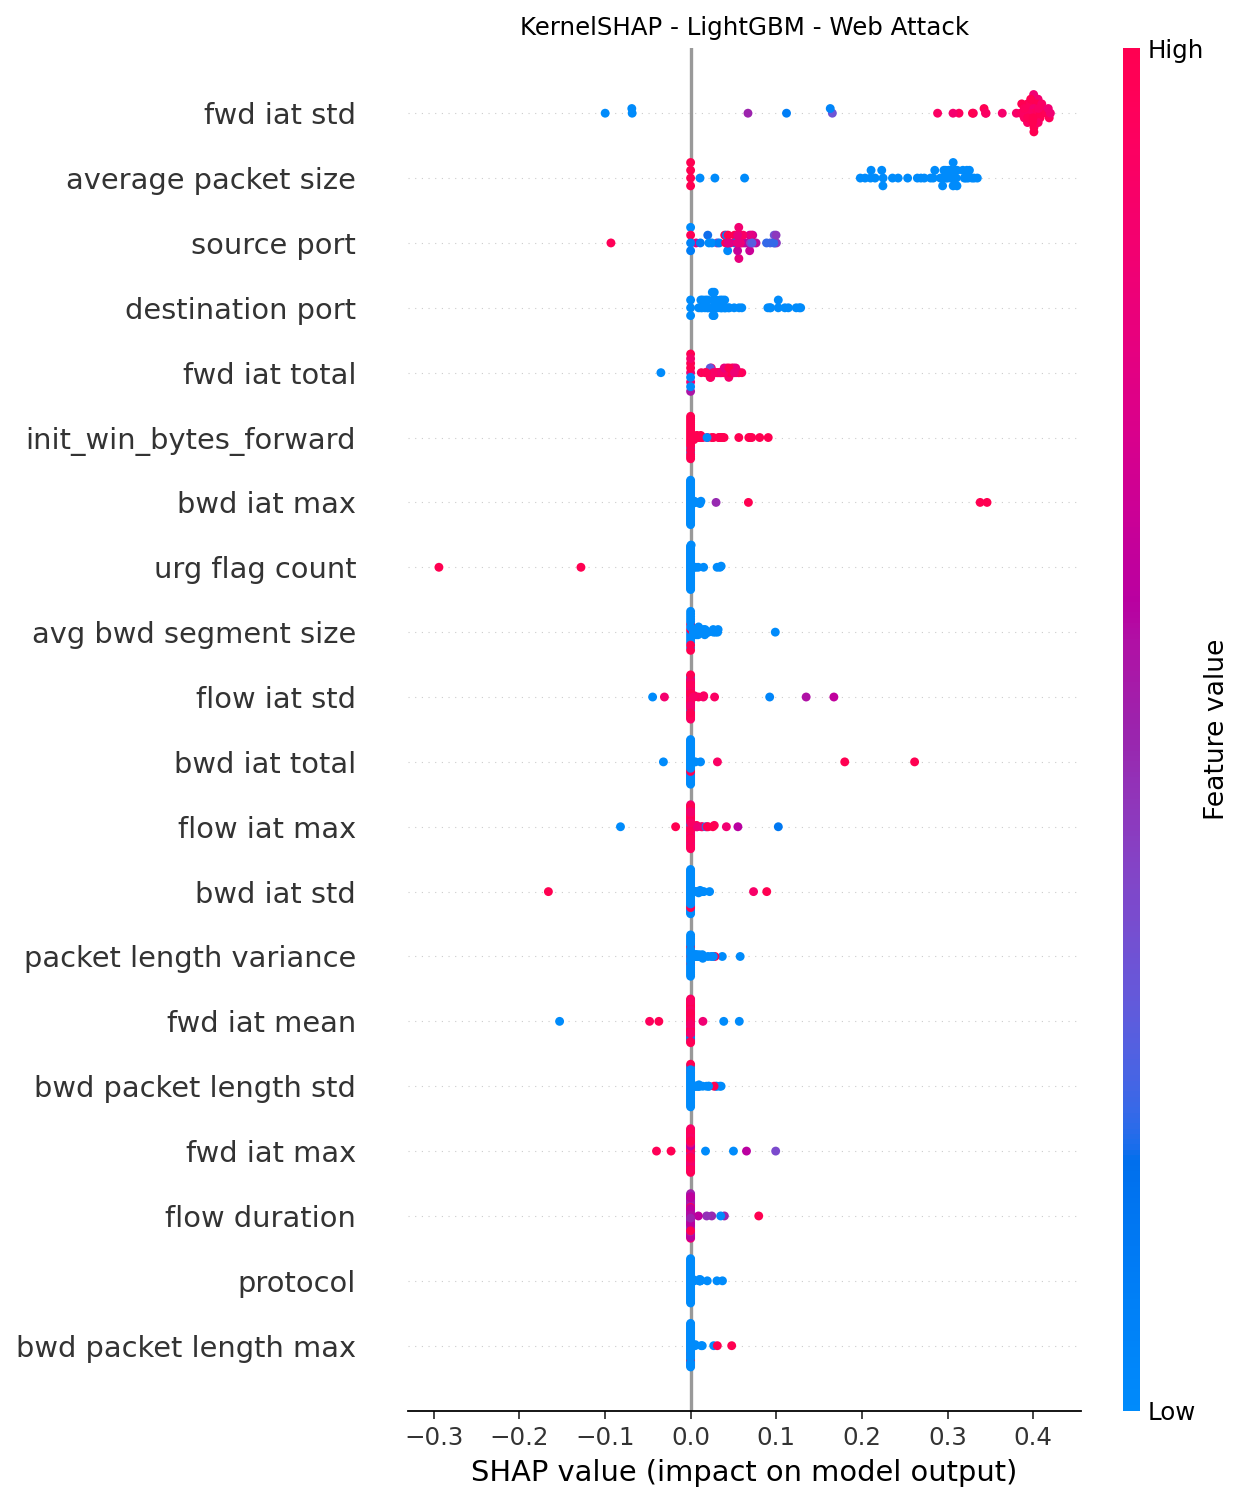 KernelSHAP - LightGBM - Web Attack
High
fwd iat std
average packet size
source port
destination port
fwd iat total
init_win_bytes_forward
bwd iat max
urg flag count
avg bwd segment size
flow iat std
bwd iat total
flow iat max
bwd iat std
packet length variance
fwd iat mean
bwd packet length std
fwd iat max
flow duration
protocol
bwd packet length max
Feature value
Low
−0.3 −0.2 −0.1 0.0 0.1 0.2 0.3 0.4
SHAP value (impact on model output)